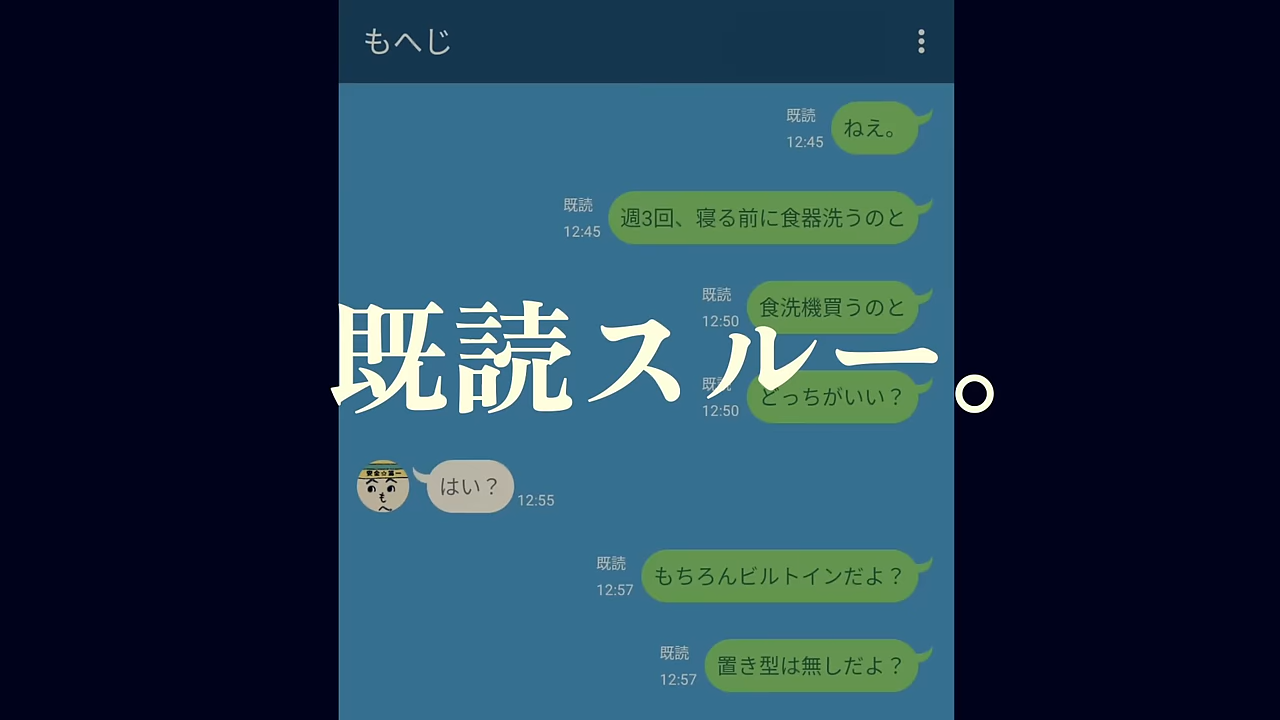 もへじ
既読
12:45
ねえ。
既読
12:45
週3回、寝る前に食器洗うのと
既読
12:50
食洗機買うのと
既読スルー。
既読
12:50
どっちがいい？
安全☆第一
はい？
12:55
既読
12:57
もちろんビルトインだよ？
既読
12:57
置き型は無しだよ？